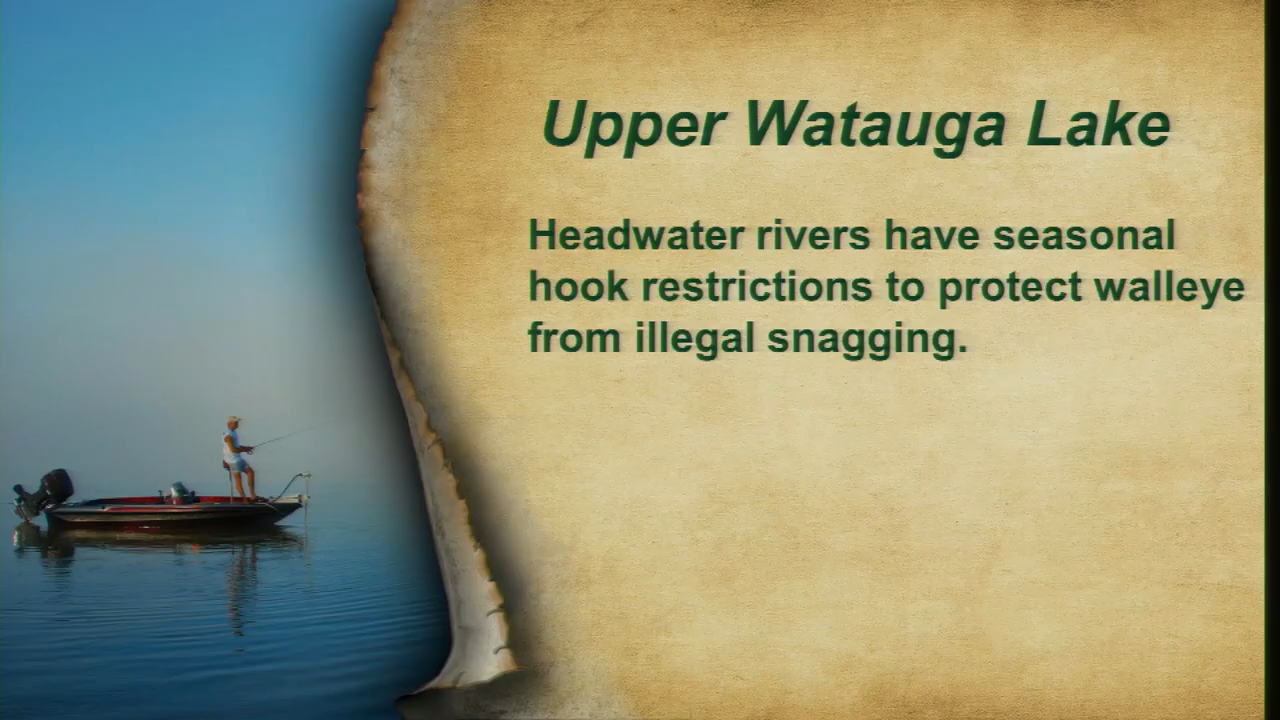 Upper Watauga Lake
Headwater rivers have seasonal
hook restrictions to protect walleye
from illegal snagging.